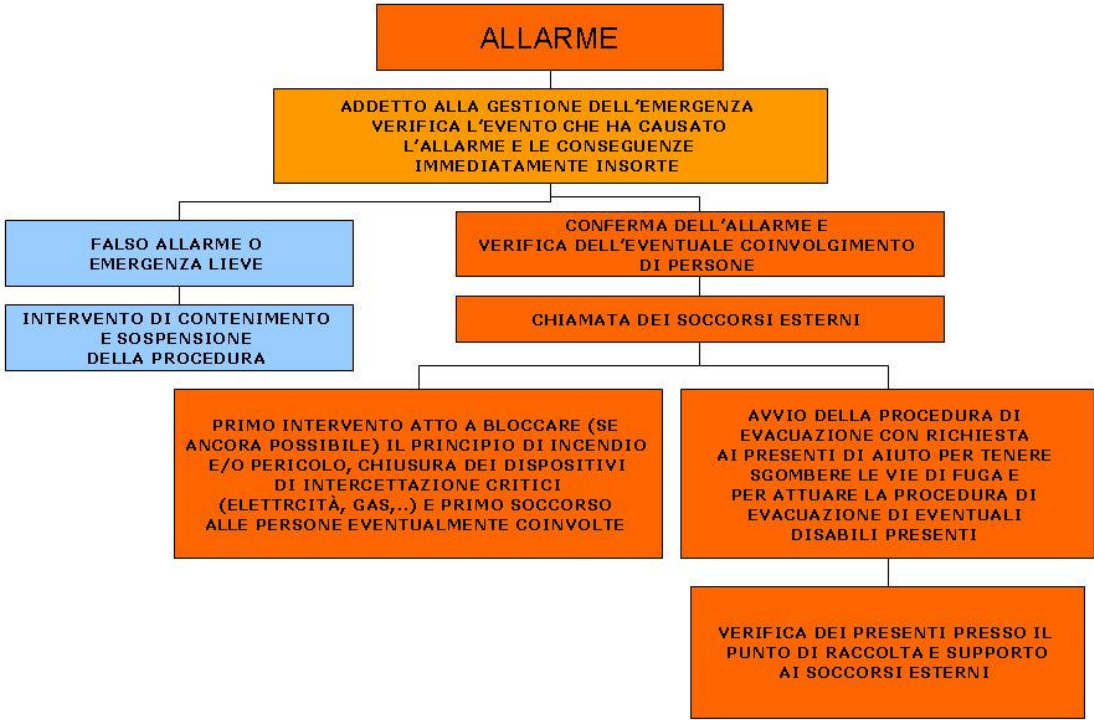 ALLARME
ADDETTO ALLA GESTIONE DELL'EMERGENZA
VERIFICA L'EVENTO CHE HA CAUSATO
L'ALLARME E LE CONSEGUENZE
IMMEDIATAMENTE INSORTE
FALSO ALLARME O
EMERGENZA LIEVE
CONFERMA DELL'ALLARME E
VERIFICA DELL'EVENTUALE COINVOLGIMENTO
DI PERSONE
INTERVENTO DI CONTENIMENTO
E SOSPENSIONE
DELLA PROCEDURA
CHIAMATA DEI SOCCORSI ESTERNI
PRIMO INTERVENTO ATTO A BLOCCARE (SE
ANCORA POSSIBILE) IL PRINCIPIO DI INCENDIO
E/O PERICOLO, CHIUSURA DEI DISPOSITIVI
DI INTERCETTAZIONE CRITICI
(ELETTRCITÀ, GAS,..) E PRIMO SOCCORSO
ALLE PERSONE EVENTUALMENTE COINVOLTE
AVVIO DELLA PROCEDURA DI
EVACUAZIONE CON RICHIESTA
AI PRESENTI DI AIUTO PER TENERE
SGOMBERE LE VIE DI FUGA E
PER ATTUARE LA PROCEDURA DI
EVACUAZIONE DI EVENTUALI
DISABILI PRESENTI
VERIFICA DEI PRESENTI PRESSO IL
PUNTO DI RACCOLTA E SUPPORTO
AI SOCCORSI ESTERNI